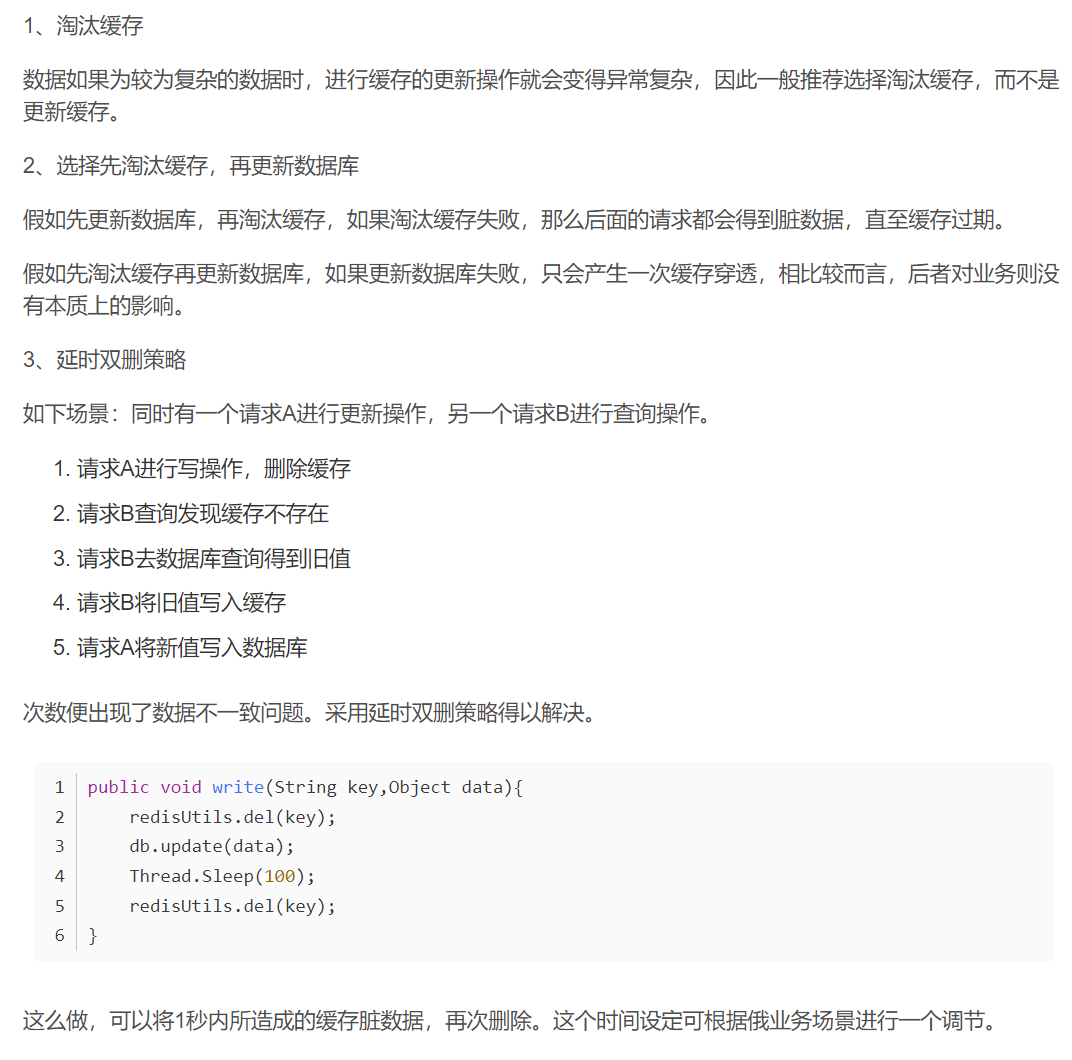 1、淘汰缓存
数据如果为较为复杂的数据时，进行缓存的更新操作就会变得异常复杂，因此一般推荐选择淘汰缓存，而不是
更新缓存。
2、选择先淘汰缓存，再更新数据库
假如先更新数据库，再淘汰缓存，如果淘汰缓存失败，那么后面的请求都会得到脏数据，直至缓存过期。
假如先淘汰缓存再更新数据库，如果更新数据库失败，只会产生一次缓存穿透，相比较而言，后者对业务则没
有本质上的影响。
3、延时双删策略
如下场景：同时有一个请求A进行更新操作，另一个请求B进行查询操作。
1. 请求A进行写操作，删除缓存
2. 请求B查询发现缓存不存在
3. 请求B去数据库查询得到旧值
4. 请求B将旧值写入缓存
5. 请求A将新值写入数据库
次数便出现了数据不一致问题。采用延时双删策略得以解决。
1 public void write(String key,Object data){
2     redisUtils.del(key);
3     db.update(data);
4     Thread.Sleep(100);
5     redisUtils.del(key);
6 }
这么做，可以将1秒内所造成的缓存脏数据，再次删除。这个时间设定可根据俄业务场景进行一个调节。